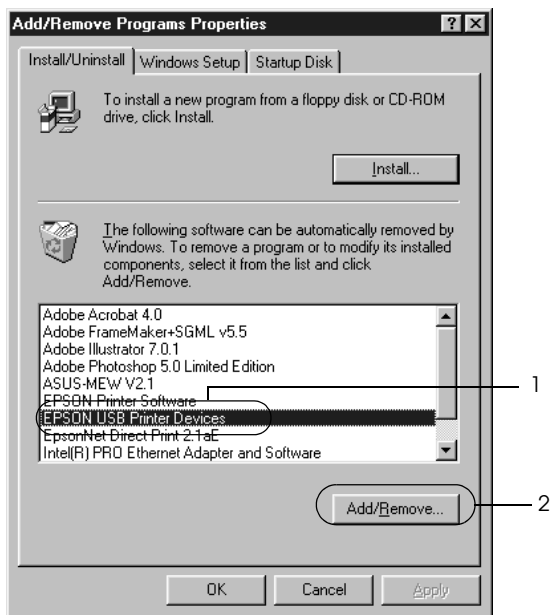 Add/Remove Programs Properties
Install/Uninstall
Windows Setup
Startup Disk
To install a new program from a floppy disk or CD-ROM
drive, click Install.
Install...
The following software can be automatically removed by
Windows. To remove a program or to modify its installed
components, select it from the list and click
Add/Remove.
Adobe Acrobat 4.0
Adobe FrameMaker+SGML v5.5
Adobe Illustrator 7.0.1
Adobe Photoshop 5.0 Limited Edition
ASUS-MEW V2.1
EPSON Printer Software
EPSON USB Printer Devices
EpsonNet Direct Print 2.1aE
Intel(R) PRO Ethernet Adapter and Software
1
Add/Remove...
2
OK
Cancel
Apply